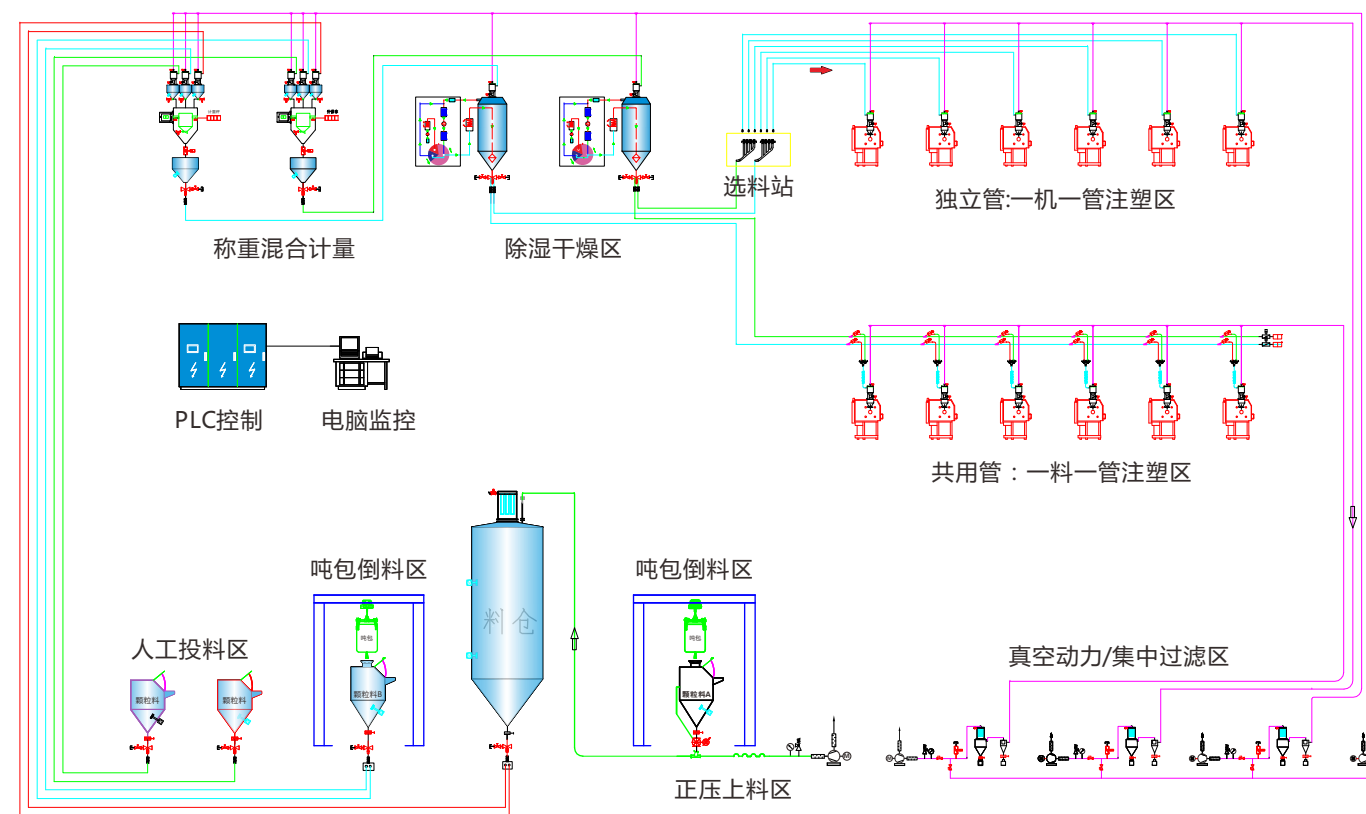 称重混合计量
除湿干燥区
选料站
独立管:一机一管注塑区
PLC控制
电脑监控
共用管：一料一管注塑区
吨包倒料区
吨包
颗粒料B
料仓
吨包倒料区
吨包
颗粒料A
人工投料区
颗粒料
颗粒料
正压上料区
真空动力/集中过滤区